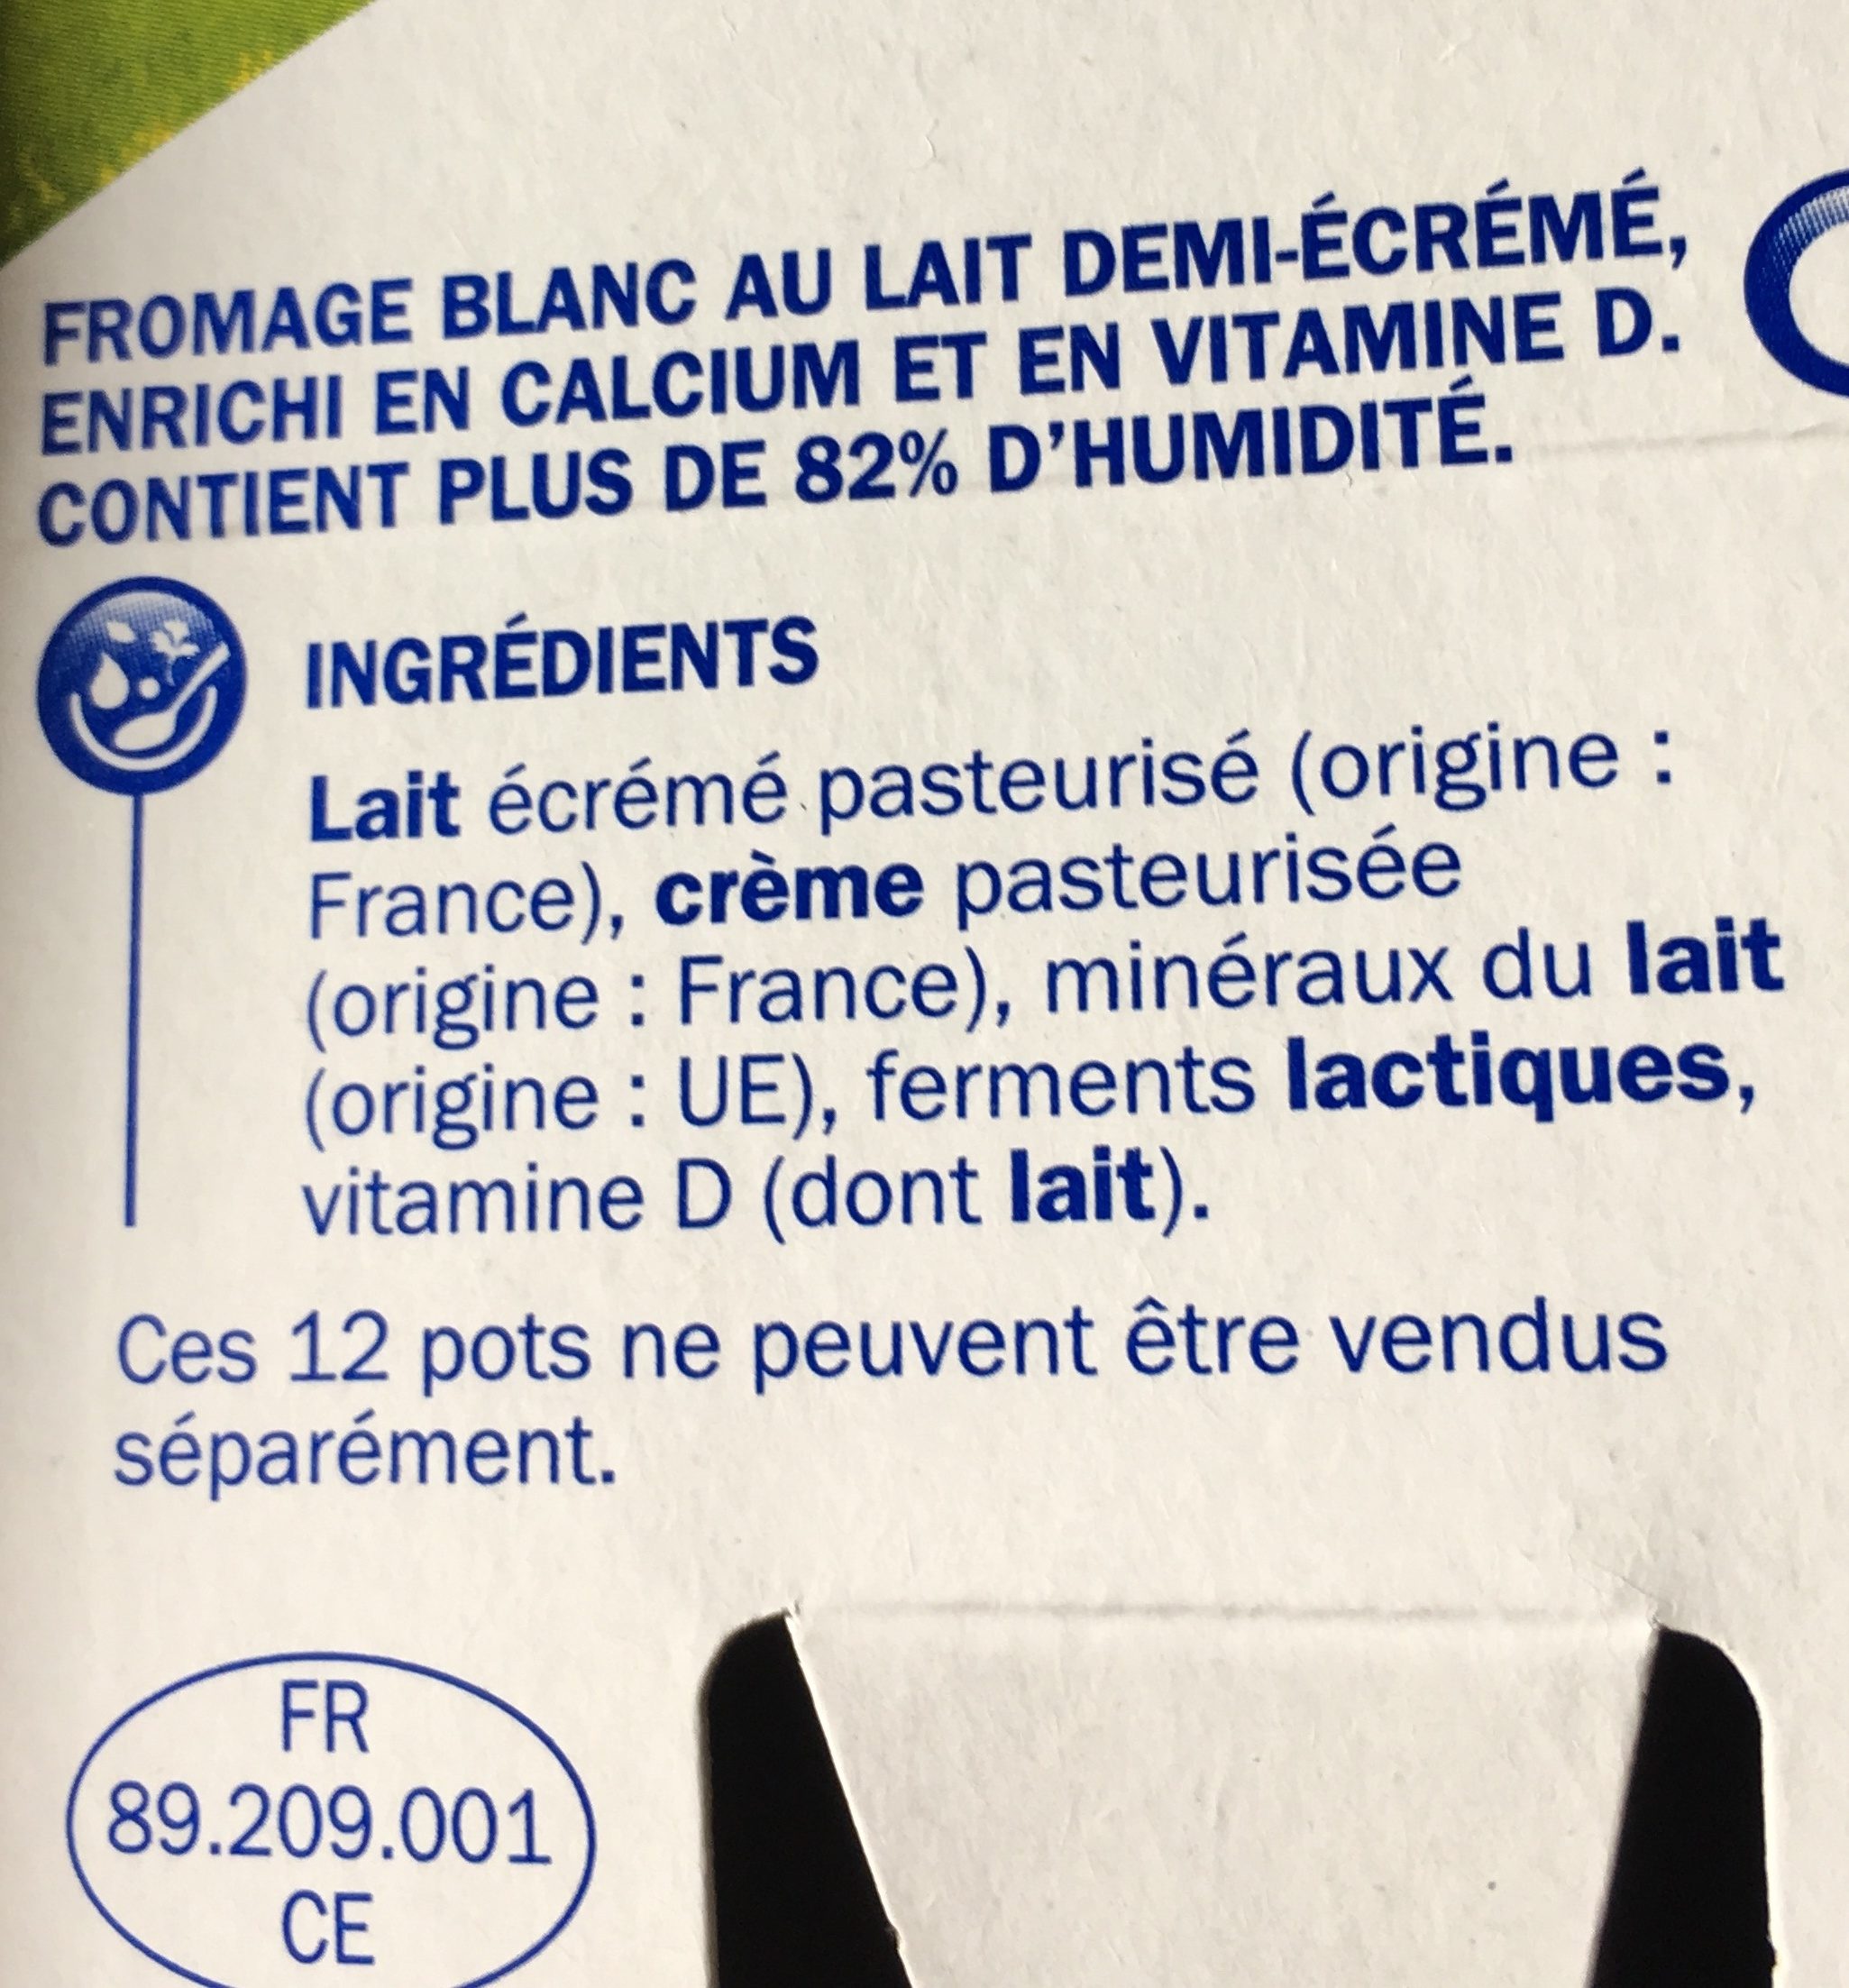 FROMAGE BLANC AU LAIT DEMI-ÉCRÉMÉ,
ENRICHI EN CALCIUM ET EN VITAMINE D.
CONTIENT PLUS DE 82% D'HUMIDITÉ.
INGRÉDIENTS
Lait écrémé pasteurisé (origine :
France), crème pasteurisée
(origine : France), minéraux du lait
(origine : UE), ferments lactiques,
vitamine D (dont lait).
Ces 12 pots ne peuvent être vendus
séparément.
FR
89.209.001
CE